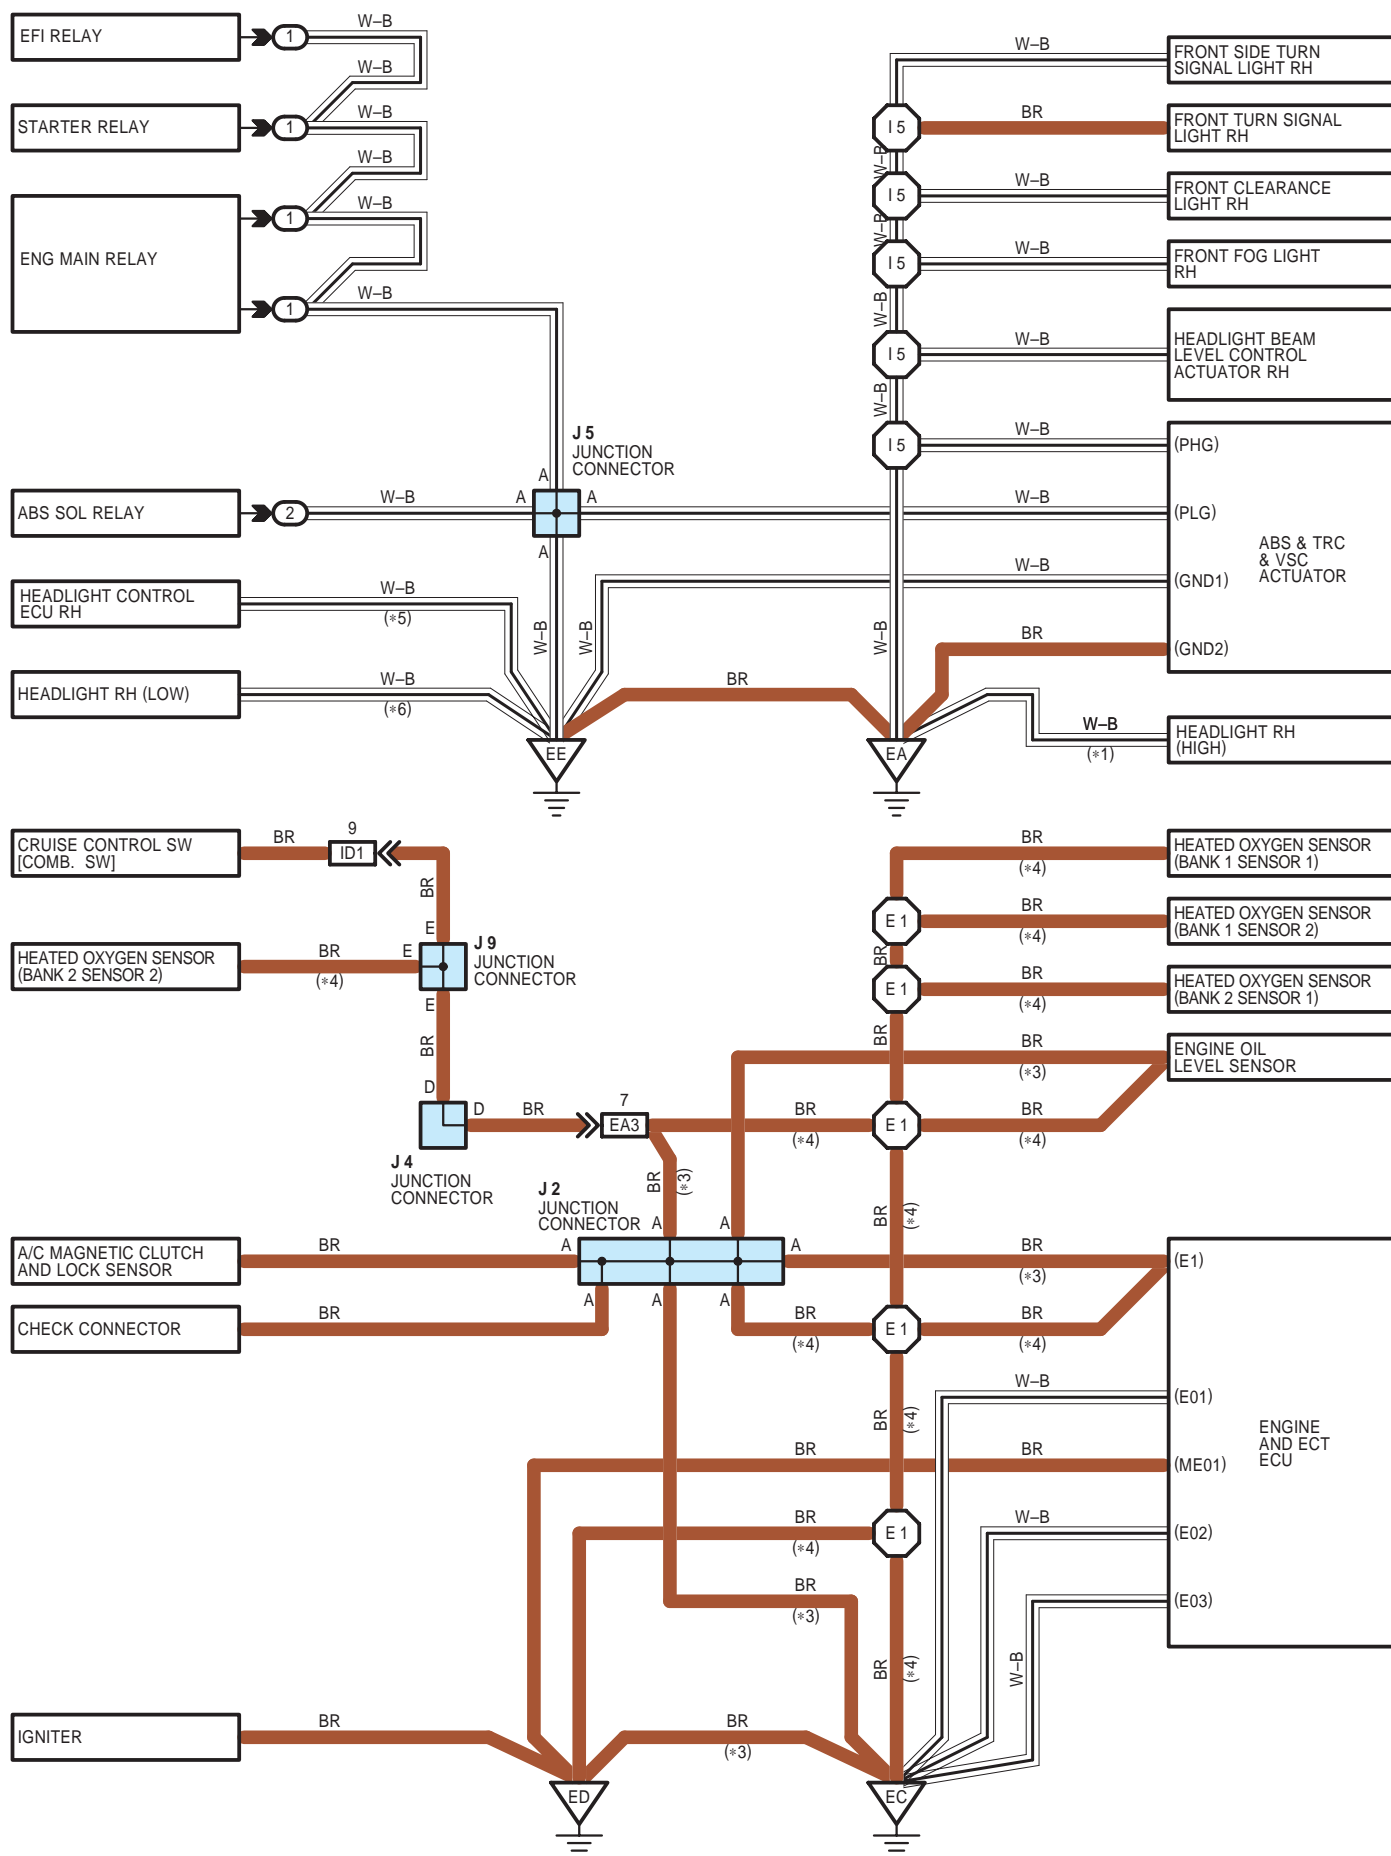 EFI RELAY
1
W–B
W–B
STARTER RELAY
1
W–B
W–B
ENG MAIN RELAY
1
W–B
1
W–B
FRONT SIDE TURN
SIGNAL LIGHT RH
W–B
I 5
BR
FRONT TURN SIGNAL
LIGHT RH
W–B
I 5
W–B
FRONT CLEARANCE
LIGHT RH
W–B
I 5
W–B
FRONT FOG LIGHT
RH
W–B
I 5
W–B
HEADLIGHT BEAM
LEVEL CONTROL
ACTUATOR RH
W–B
I 5
W–B
(PHG)
J 5
JUNCTION
CONNECTOR
A
ABS SOL RELAY
2
W–B
A
A
W–B
(PLG)
A
ABS & TRC
& VSC
ACTUATOR
HEADLIGHT CONTROL
ECU RH
W–B
(*5)
W–B
W–B
W–B
(GND1)
W–B
BR
(GND2)
HEADLIGHT RH (LOW)
W–B
(*6)
BR
EE
EA
W–B
(*1)
HEADLIGHT RH
(HIGH)
CRUISE CONTROL SW
[COMB. SW]
BR
9
ID1
BR
E
BR
(*4)
HEATED OXYGEN SENSOR
(BANK 1 SENSOR 1)
E 1
BR
(*4)
HEATED OXYGEN SENSOR
(BANK 1 SENSOR 2)
HEATED OXYGEN SENSOR
(BANK 2 SENSOR 2)
BR
(*4)
E
J 9
JUNCTION
CONNECTOR
E
BR
BR
E 1
BR
(*4)
HEATED OXYGEN SENSOR
(BANK 2 SENSOR 1)
BR
BR
(*3)
ENGINE OIL
LEVEL SENSOR
D
D
BR
7
EA3
BR
(*4)
E 1
BR
(*4)
J 4
JUNCTION
CONNECTOR
BR
(*3)
J 2
JUNCTION
CONNECTOR
A
A
BR
(*4)
A/C MAGNETIC CLUTCH
AND LOCK SENSOR
BR
A
A
BR
(*3)
(E1)
CHECK CONNECTOR
BR
A
A
A
BR
(*4)
E 1
BR
(*4)
BR
(*4)
W–B
(E01)
ENGINE
AND ECT
ECU
BR
BR
(ME01)
BR
(*4)
E 1
W–B
(E02)
BR
(*3)
(E03)
BR
(*4)
W–B
IGNITER
BR
BR
(*3)
ED
EC